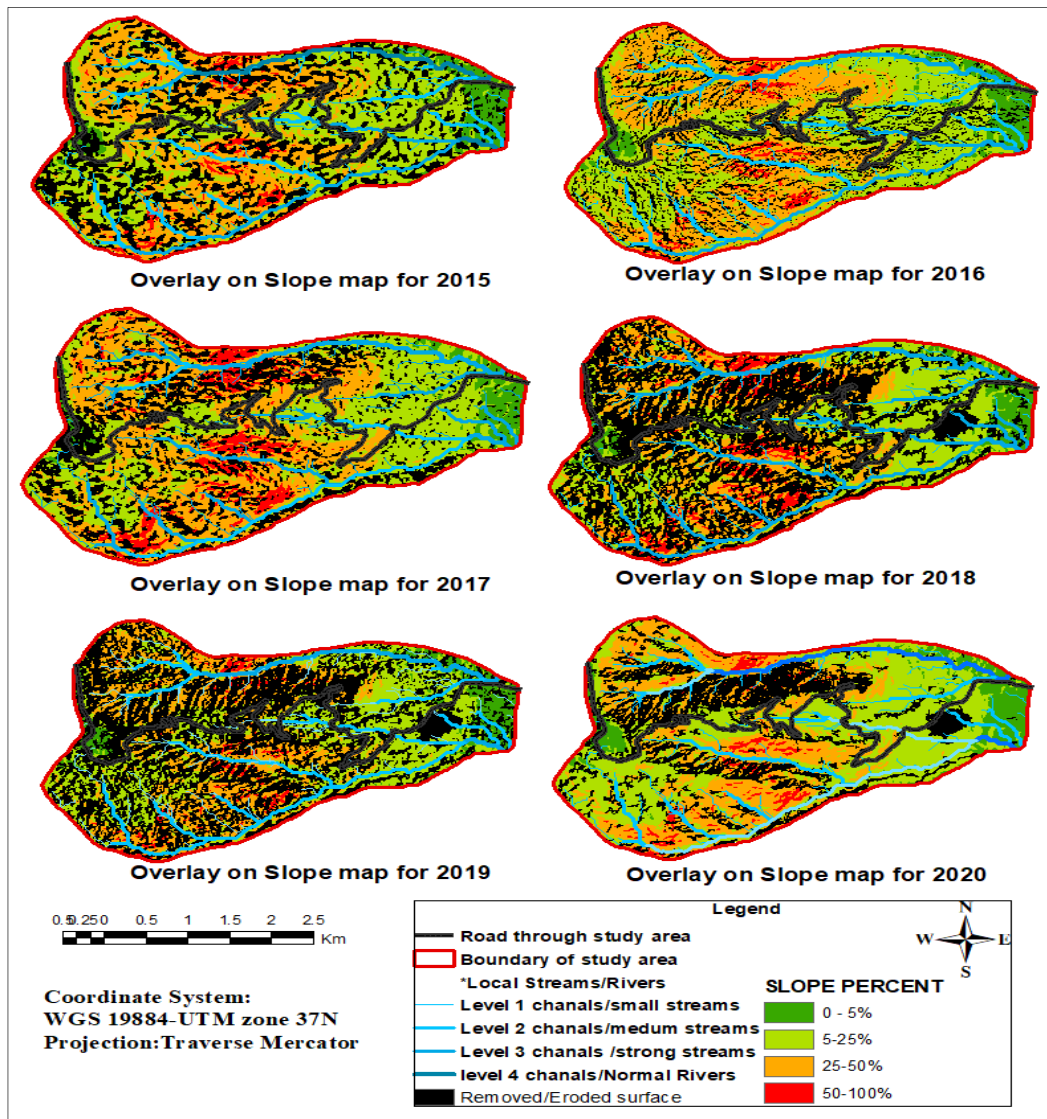 Overlay on Slope map for 2015
Overlay on Slope map for 2016
Overlay on Slope map for 2017
Overlay on Slope map for 2018
Overlay on Slope map for 2019
Overlay on Slope map for 2020
0.50.250 0.5 1 1.5 2 2.5
Km
Coordinate System:
WGS 19884-UTM zone 37N
Projection:Traverse Mercator
Legend
Road through study area
Boundary of study area
*Local Streams/Rivers
Level 1 chanals/small streams
Level 2 chanals/medum streams
Level 3 chanals /strong streams
level 4 chanals/Normal Rivers
Removed/Eroded surface
N
W E
S
SLOPE PERCENT
0 - 5%
5-25%
25-50%
50-100%